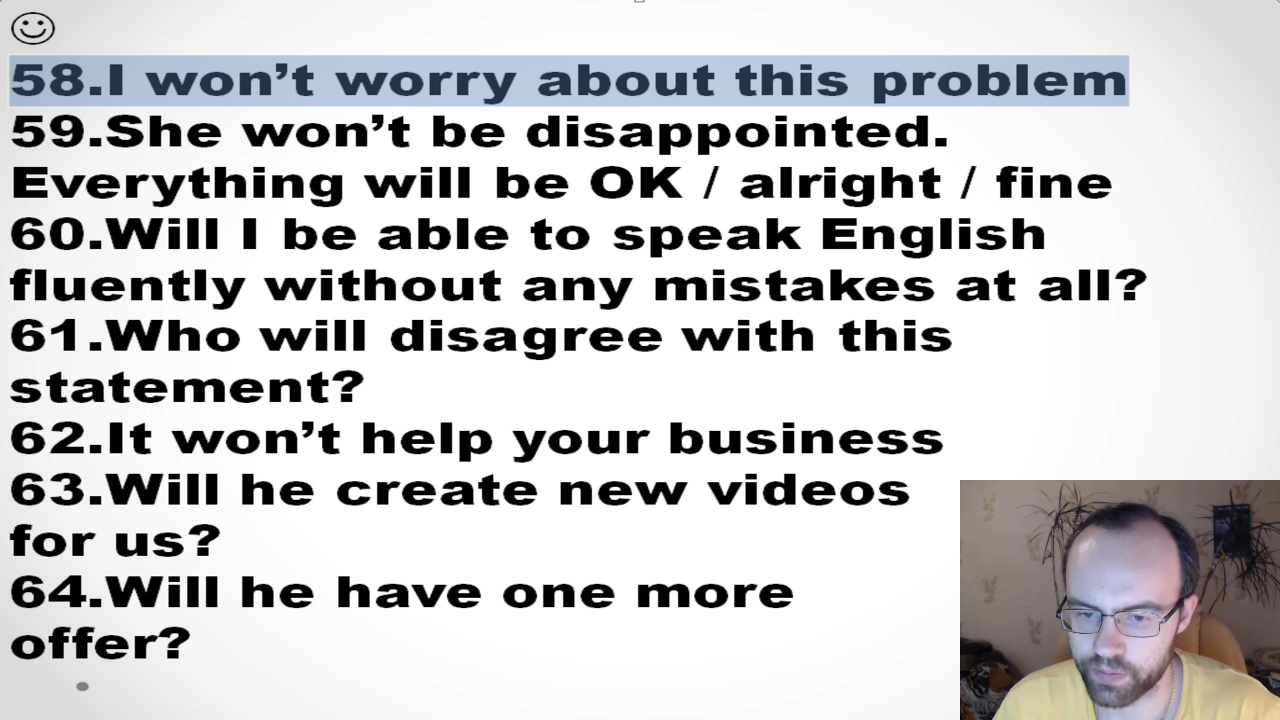 58.I won’t worry about this problem
59.She won’t be disappointed.
Everything will be OK / alright / fine
60.Will I be able to speak English
fluently without any mistakes at all?
61.Who will disagree with this
statement?
62.It won’t help your business
63.Will he create new videos
for us?
64.Will he have one more
offer?